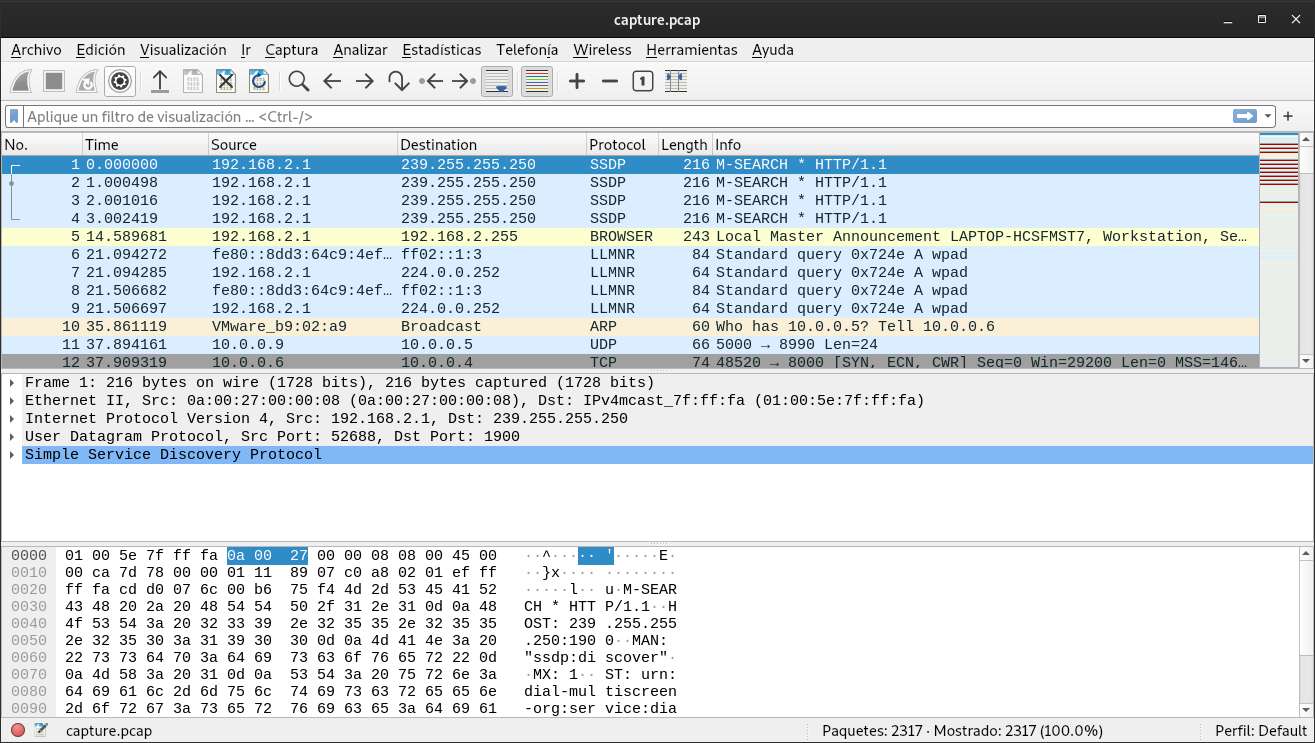 capture.pcap
Archivo Edición Visualización Ir Captura Analizar Estadísticas Telefonía Wireless Herramientas Ayuda
Aplique un filtro de visualización ... <Ctrl-/>
No. Time Source Destination Protocol Length Info
1 0.000000 192.168.2.1 239.255.255.250 SSDP 216 M-SEARCH * HTTP/1.1
2 1.000498 192.168.2.1 239.255.255.250 SSDP 216 M-SEARCH * HTTP/1.1
3 2.001016 192.168.2.1 239.255.255.250 SSDP 216 M-SEARCH * HTTP/1.1
4 3.002419 192.168.2.1 239.255.255.250 SSDP 216 M-SEARCH * HTTP/1.1
5 14.589681 192.168.2.1 192.168.2.255 BROWSER 243 Local Master Announcement LAPTOP-HCSFMST7, Workstation, Se…
6 21.094272 fe80::8dd3:64c9:4ef… ff02::1:3 LLMNR 84 Standard query 0x724e A wpad
7 21.094285 192.168.2.1 224.0.0.252 LLMNR 64 Standard query 0x724e A wpad
8 21.506682 fe80::8dd3:64c9:4ef… ff02::1:3 LLMNR 84 Standard query 0x724e A wpad
9 21.506697 192.168.2.1 224.0.0.252 LLMNR 64 Standard query 0x724e A wpad
10 35.861119 VMware_b9:02:a9 Broadcast ARP 60 Who has 10.0.0.5? Tell 10.0.0.6
11 37.894161 10.0.0.9 10.0.0.5 UDP 66 5000 → 8990 Len=24
12 37.909319 10.0.0.6 10.0.0.4 TCP 74 48520 → 8000 [SYN, ECN, CWR] Seq=0 Win=29200 Len=0 MSS=146…
Frame 1: 216 bytes on wire (1728 bits), 216 bytes captured (1728 bits)
Ethernet II, Src: 0a:00:27:00:00:08 (0a:00:27:00:00:08), Dst: IPv4mcast_7f:ff:fa (01:00:5e:7f:ff:fa)
Internet Protocol Version 4, Src: 192.168.2.1, Dst: 239.255.255.250
User Datagram Protocol, Src Port: 52688, Dst Port: 1900
Simple Service Discovery Protocol
0000 01 00 5e 7f ff fa 0a 00 27 00 00 08 08 00 45 00 ··^····· '·····E·
0010 00 ca 7d 78 00 00 01 11 89 07 c0 a8 02 01 ef ff ··}x···· ········
0020 ff fa cd d0 07 6c 00 b6 75 f4 4d 2d 53 45 41 52 ·····l·· u·M-SEAR
0030 43 48 20 2a 20 48 54 54 50 2f 31 2e 31 0d 0a 48 CH * HTT P/1.1··H
0040 4f 53 54 3a 20 32 33 39 2e 32 35 35 2e 32 35 35 OST: 239 .255.255
0050 2e 32 35 30 3a 31 39 30 30 0d 0a 4d 41 4e 3a 20 .250:190 0··MAN:
0060 22 73 73 64 70 3a 64 69 73 63 6f 76 65 72 22 0d "ssdp:di scover"·
0070 0a 4d 58 3a 20 31 0d 0a 53 54 3a 20 75 72 6e 3a ·MX: 1·· ST: urn:
0080 64 69 61 6c 2d 6d 75 6c 74 69 73 63 72 65 65 6e dial-mul tiscreen
0090 2d 6f 72 67 3a 73 65 72 76 69 63 65 3a 64 69 61 -org:ser vice:dia
capture.pcap Paquetes: 2317 · Mostrado: 2317 (100.0%) Perfil: Default